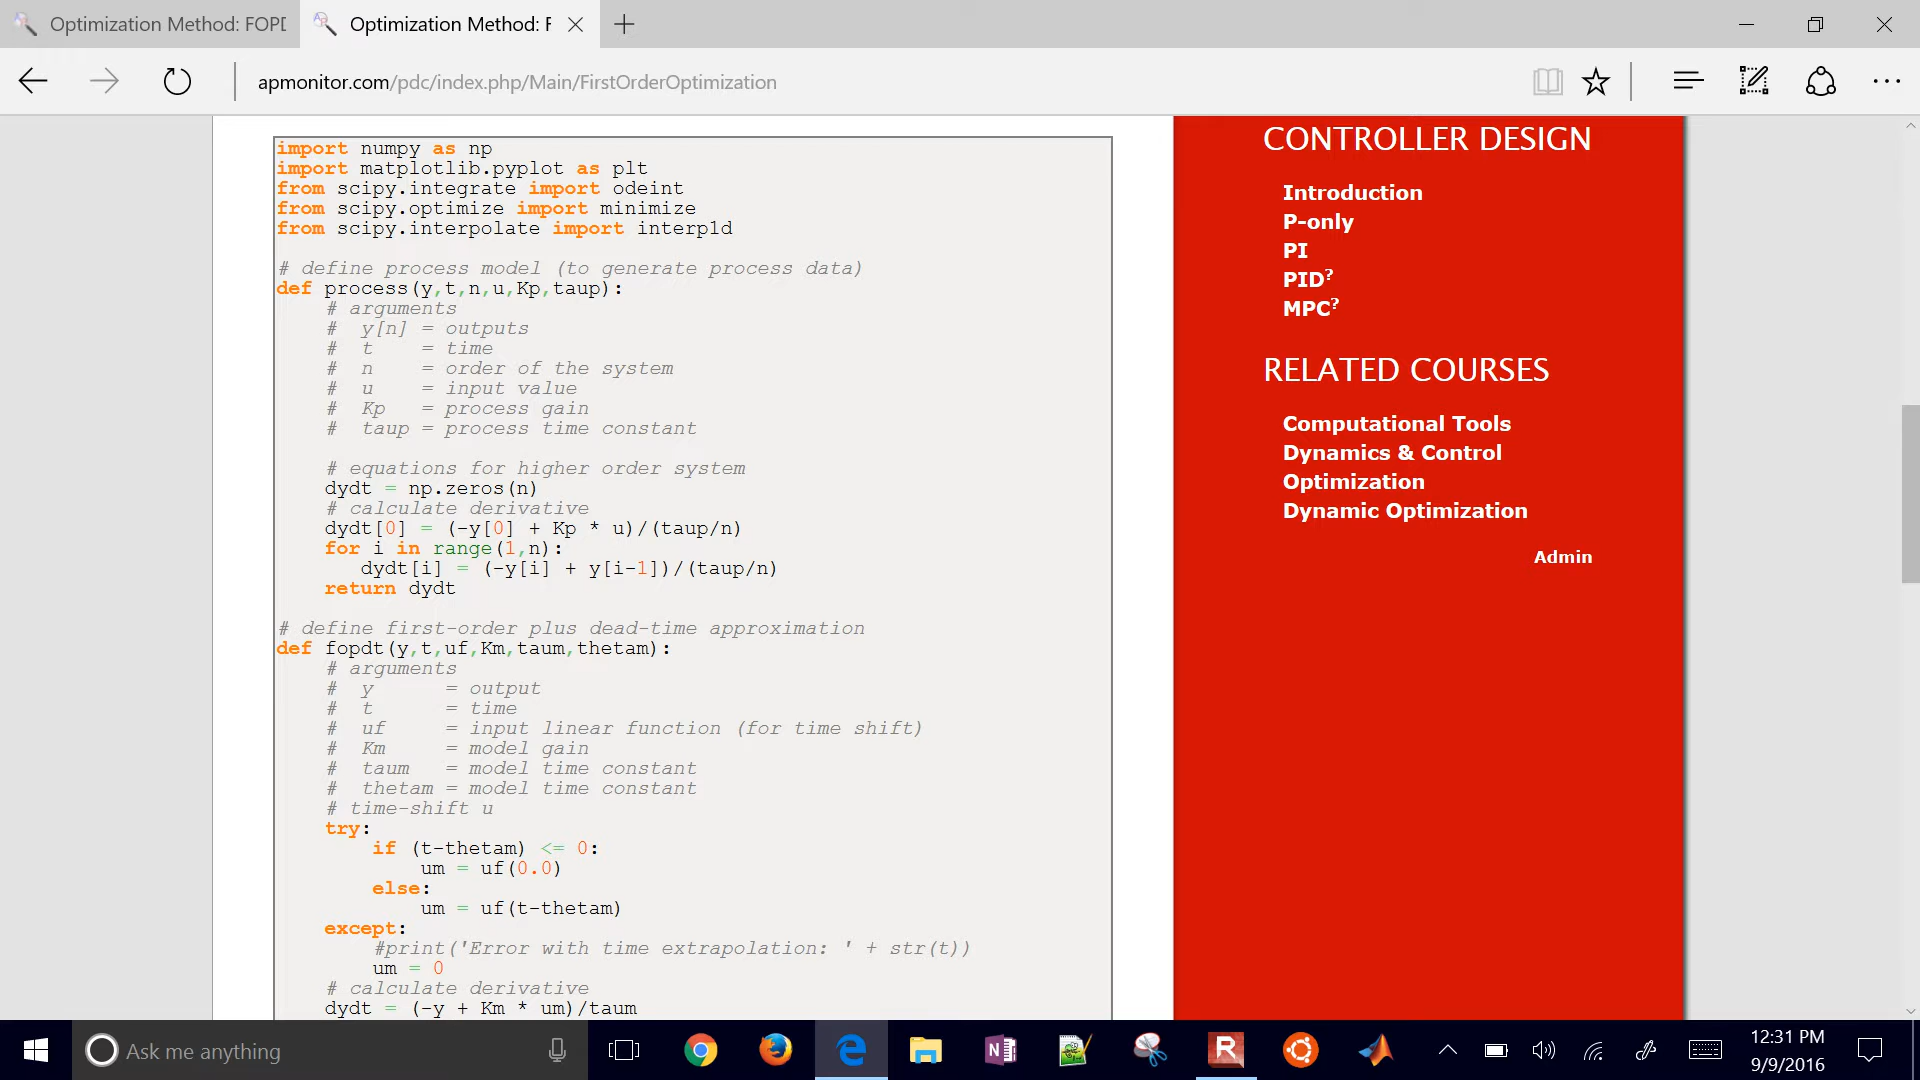 Optimization Method: FOPD
Optimization Method: F
apmonitor.com/pdc/index.php/Main/FirstOrderOptimization
import numpy as np
import matplotlib.pyplot as plt
from scipy.integrate import odeint
from scipy.optimize import minimize
from scipy.interpolate import interp1d
# define process model (to generate process data)
def process(y,t,n,u,Kp,taup):
    # arguments
    #  y[n] = outputs
    #  t    = time
    #  n    = order of the system
    #  u    = input value
    #  Kp   = process gain
    #  taup = process time constant
    # equations for higher order system
    dydt = np.zeros(n)
    # calculate derivative
    dydt[0] = (-y[0] + Kp * u)/(taup/n)
    for i in range(1,n):
       dydt[i] = (-y[i] + y[i-1])/(taup/n)
    return dydt
# define first-order plus dead-time approximation
def fopdt(y,t,uf,Km,taum,thetam):
    # arguments
    #  y      = output
    #  t      = time
    #  uf     = input linear function (for time shift)
    #  Km     = model gain
    #  taum   = model time constant
    #  thetam = model time constant
    # time-shift u
    try:
        if (t-thetam) <= 0:
            um = uf(0.0)
        else:
            um = uf(t-thetam)
    except:
        #print('Error with time extrapolation: ' + str(t))
        um = 0
    # calculate derivative
    dydt = (-y + Km * um)/taum
CONTROLLER DESIGN
Introduction
P-only
PI
PID?
MPC?
RELATED COURSES
Computational Tools
Dynamics & Control
Optimization
Dynamic Optimization
Admin
Ask me anything
12:31 PM
9/9/2016